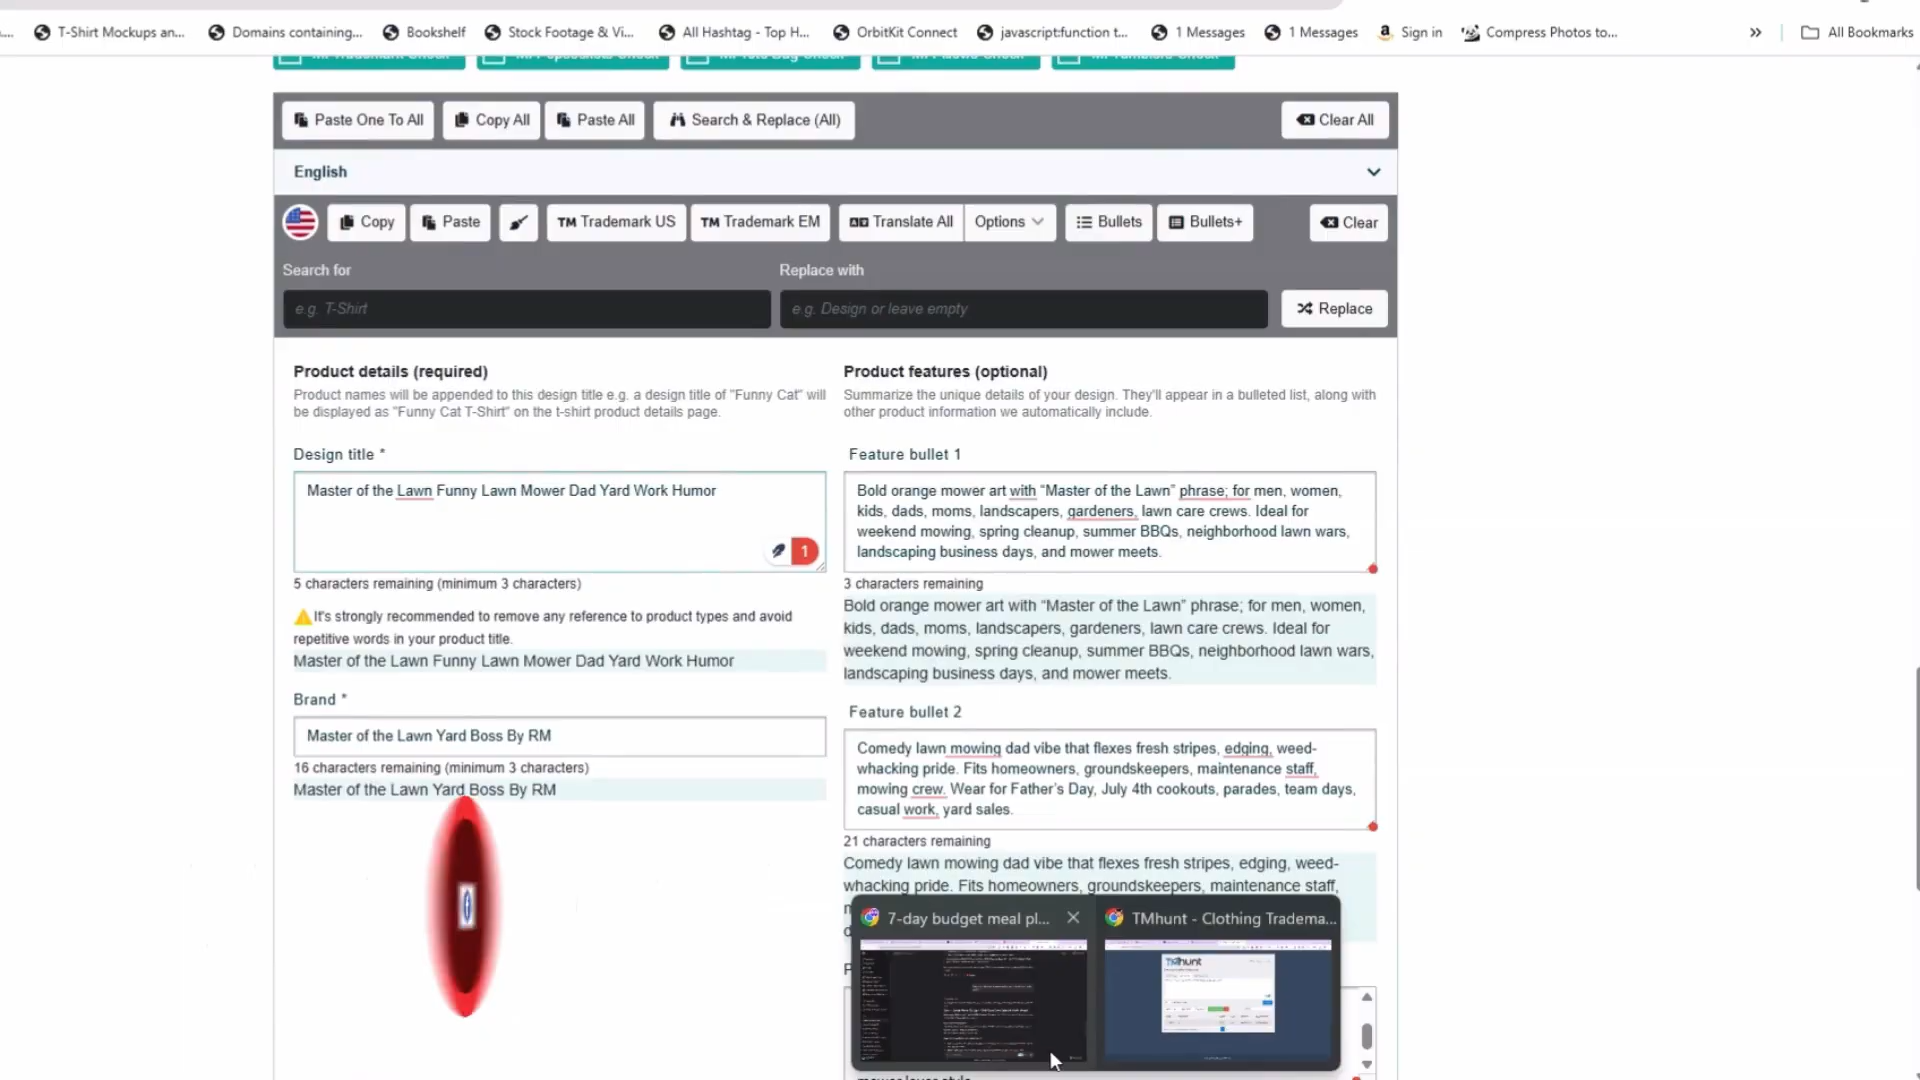 T-Shirt Mockups an...
Domains containing...
Bookshelf
Stock Footage & Vi...
All Hashtag - Top H...
OrbitKit Connect
javascript:function t...
1 Messages
1 Messages
Sign in
Compress Photos to...
»
All Bookmarks
Paste One To All
Copy All
Paste All
Search & Replace (All)
Clear All
English
Copy
Paste
TM Trademark US
TM Trademark EM
Translate All
Options
Bullets
Bullets+
Clear
Search for
Replace with
e.g. T-Shirt
e.g. Design or leave empty
Replace
Product details (required)
Product names will be appended to this design title e.g. a design title of "Funny Cat" will
be displayed as "Funny Cat T-Shirt" on the t-shirt product details page.
Design title *
Master of the Lawn Funny Lawn Mower Dad Yard Work Humor
1
5 characters remaining (minimum 3 characters)
It's strongly recommended to remove any reference to product types and avoid
repetitive words in your product title.
Master of the Lawn Funny Lawn Mower Dad Yard Work Humor
Brand *
Master of the Lawn Yard Boss By RM
16 characters remaining (minimum 3 characters)
Master of the Lawn Yard Boss By RM
Product features (optional)
Summarize the unique details of your design. They'll appear in a bulleted list, along with
other product information we automatically include.
Feature bullet 1
Bold orange mower art with “Master of the Lawn” phrase; for men, women,
kids, dads, moms, landscapers, gardeners, lawn care crews. Ideal for
weekend mowing, spring cleanup, summer BBQs, neighborhood lawn wars,
landscaping business days, and mower meets.
3 characters remaining
Bold orange mower art with “Master of the Lawn” phrase; for men, women,
kids, dads, moms, landscapers, gardeners, lawn care crews. Ideal for
weekend mowing, spring cleanup, summer BBQs, neighborhood lawn wars,
landscaping business days, and mower meets.
Feature bullet 2
Comedy lawn mowing dad vibe that flexes fresh stripes, edging, weed-
whacking pride. Fits homeowners, groundskeepers, maintenance staff,
mowing crew. Wear for Father’s Day, July 4th cookouts, parades, team days,
casual work, yard sales.
21 characters remaining
Comedy lawn mowing dad vibe that flexes fresh stripes, edging, weed-
whacking pride. Fits homeowners, groundskeepers, maintenance staff,
7-day budget meal pl...
TMhunt - Clothing Tradema...
TMhunt